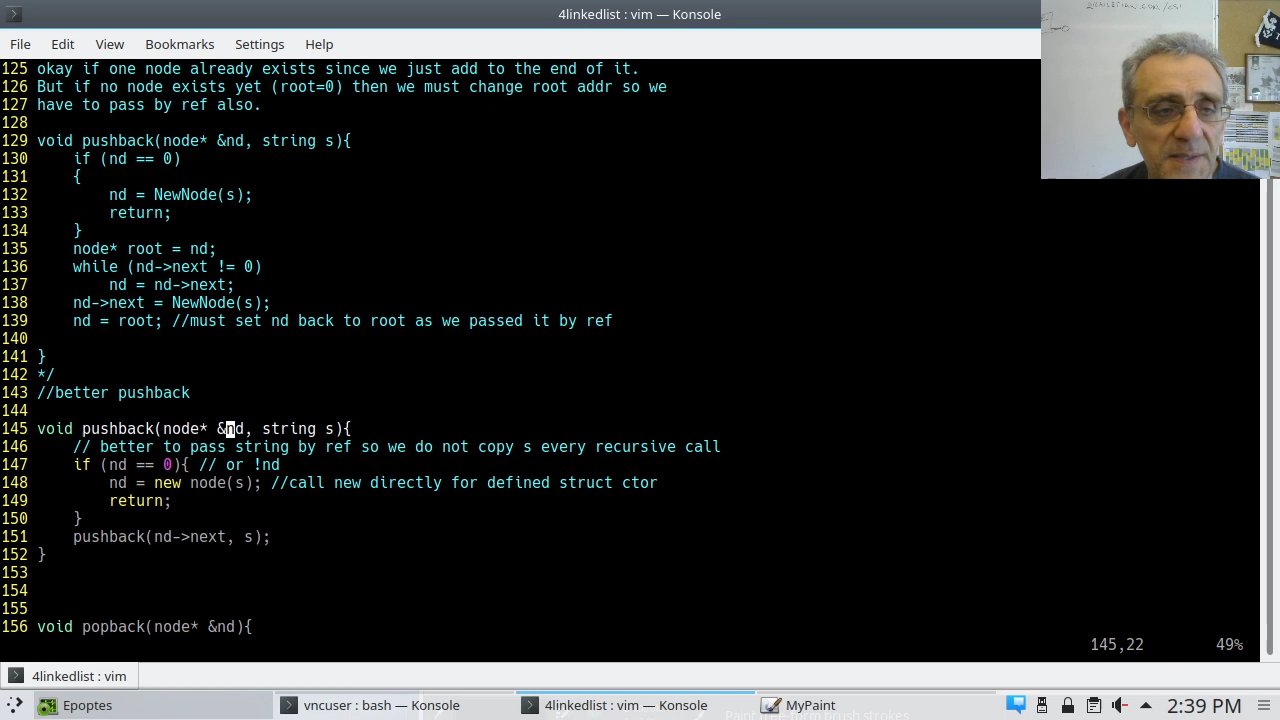 4linkedlist : vim — Konsole
File Edit View Bookmarks Settings Help
125 okay if one node already exists since we just add to the end of it.
126 But if no node exists yet (root=0) then we must change root addr so we
127 have to pass by ref also.
128
129 void pushback(node* &nd, string s){
130     if (nd == 0)
131     {
132         nd = NewNode(s);
133         return;
134     }
135     node* root = nd;
136     while (nd->next != 0)
137         nd = nd->next;
138     nd->next = NewNode(s);
139     nd = root; //must set nd back to root as we passed it by ref
140
141 }
142 */
143 //better pushback
144
145 void pushback(node* &nd, string s){
146     // better to pass string by ref so we do not copy s every recursive call
147     if (nd == 0){ // or !nd
148         nd = new node(s); //call new directly for defined struct ctor
149         return;
150     }
151     pushback(nd->next, s);
152 }
153
154
155
156 void popback(node* &nd){
145,22 49%
4linkedlist : vim
Epoptes vncuser : bash — Konsole 4linkedlist : vim — Konsole MyPaint 2:39 PM
Paint free-form brush strokes